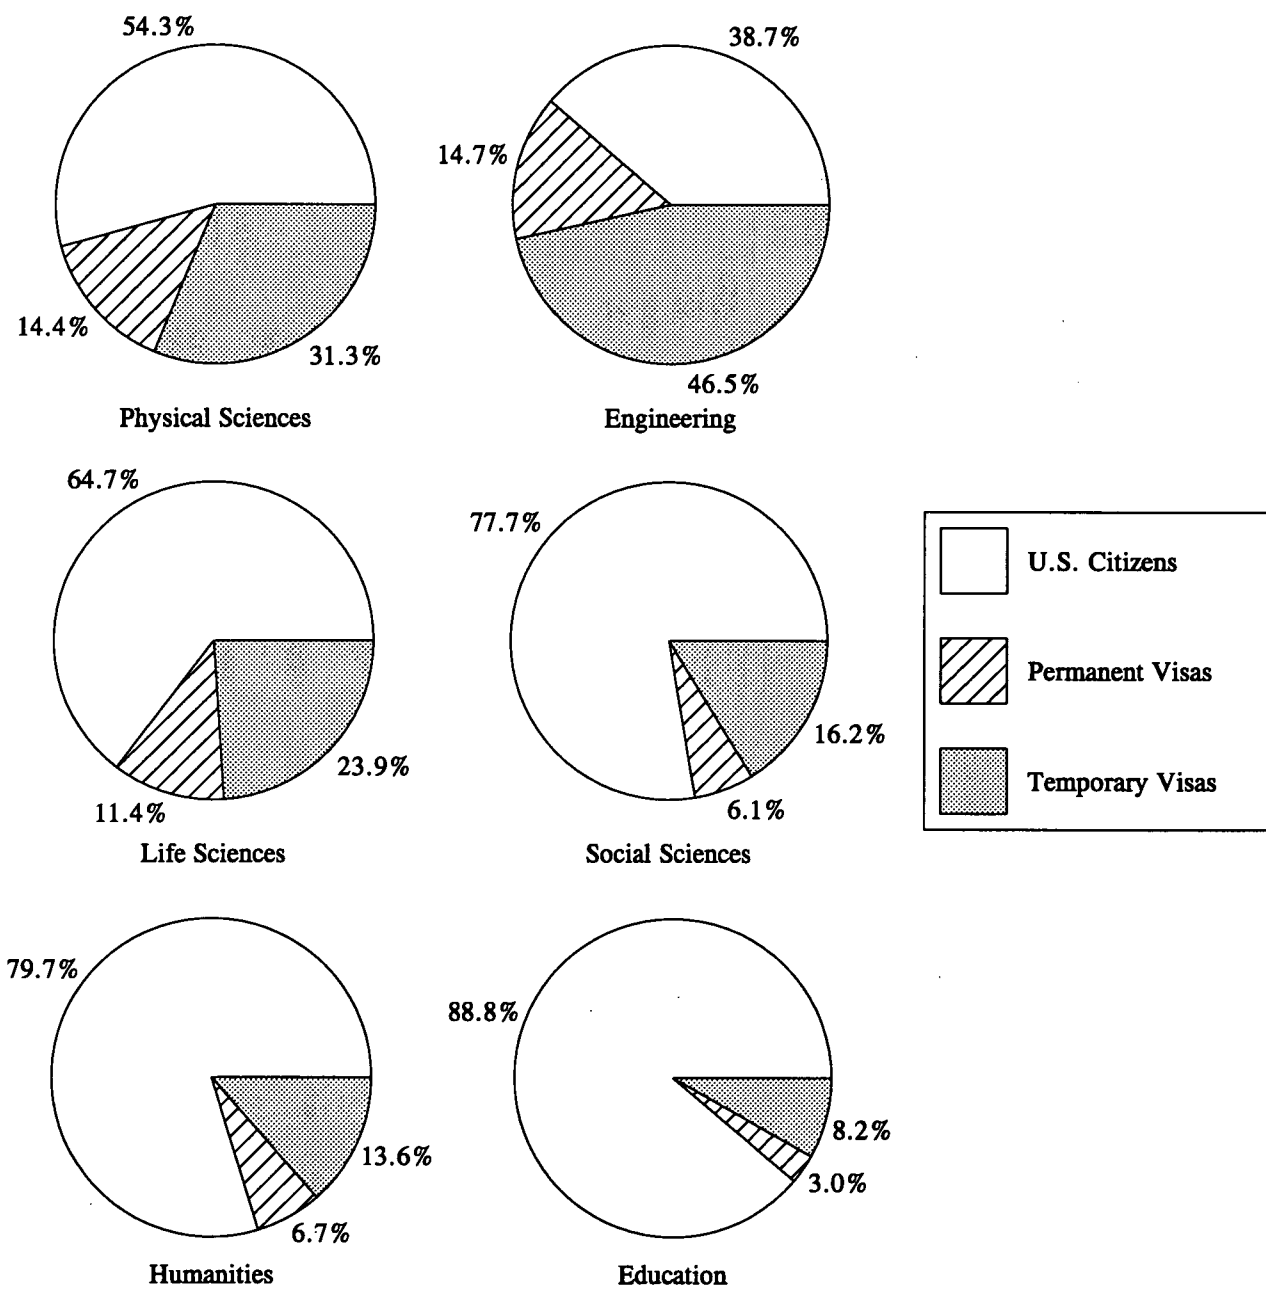 54.3%
38.7%
14.7%
14.4%
31.3%
46.5%
Physical Sciences
Engineering
64.7%
77.7%
U.S. Citizens
Permanent Visas
16.2%
23.9%
Temporary Visas
11.4%
6.1%
Life Sciences
Social Sciences
79.7%
88.8%
8.2%
13.6%
3.0%
6.7%
Humanities
Education